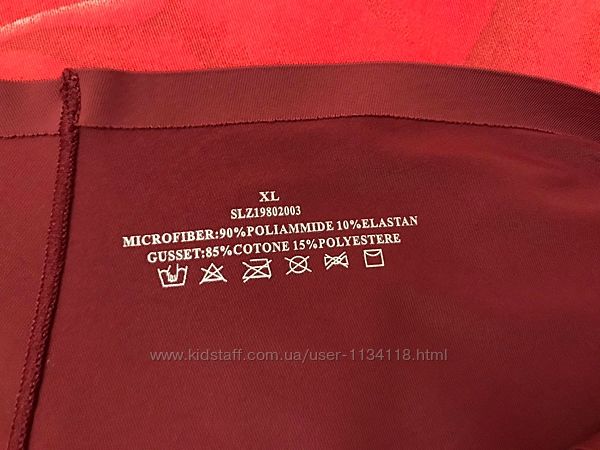 XL
SLZ19802003
MICROFIBER:90%POLIAMMIDE 10%ELASTAN
GUSSET:85%COTONE 15%POLYESTERE
www.kidstaff.com.ua/user-1134118.html